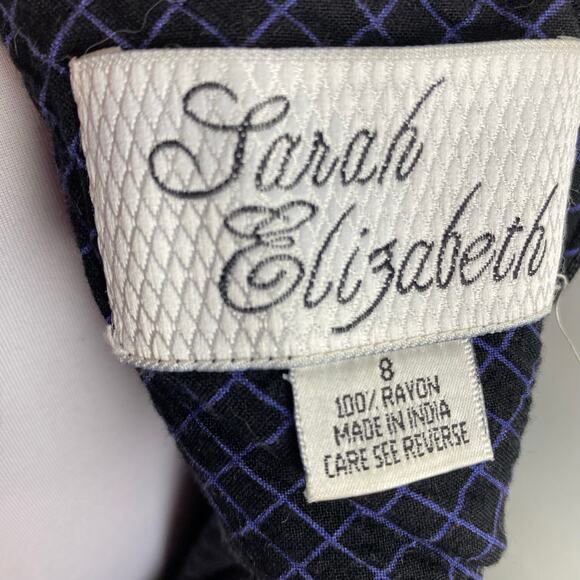 Sarah
Elizabeth
8
100% RAYON
MADE IN INDIA
CARE SEE REVERSE